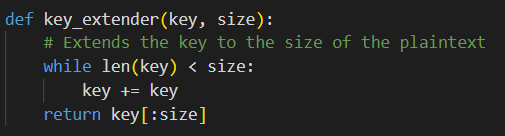 def key_extender(key, size):
    # Extends the key to the size of the plaintext
    while len(key) < size:
        key += key
    return key[:size]